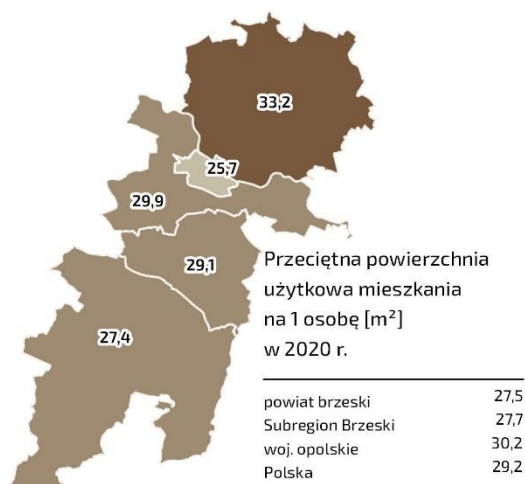 33,2
25,7
29,9
29,1
27,4
Przeciętna powierzchnia
użytkowa mieszkania
na 1 osobę [m²]
w 2020 r.
powiat brzeski 27,5
Subregion Brzeski 27,7
woj. opolskie 30,2
Polska 29,2